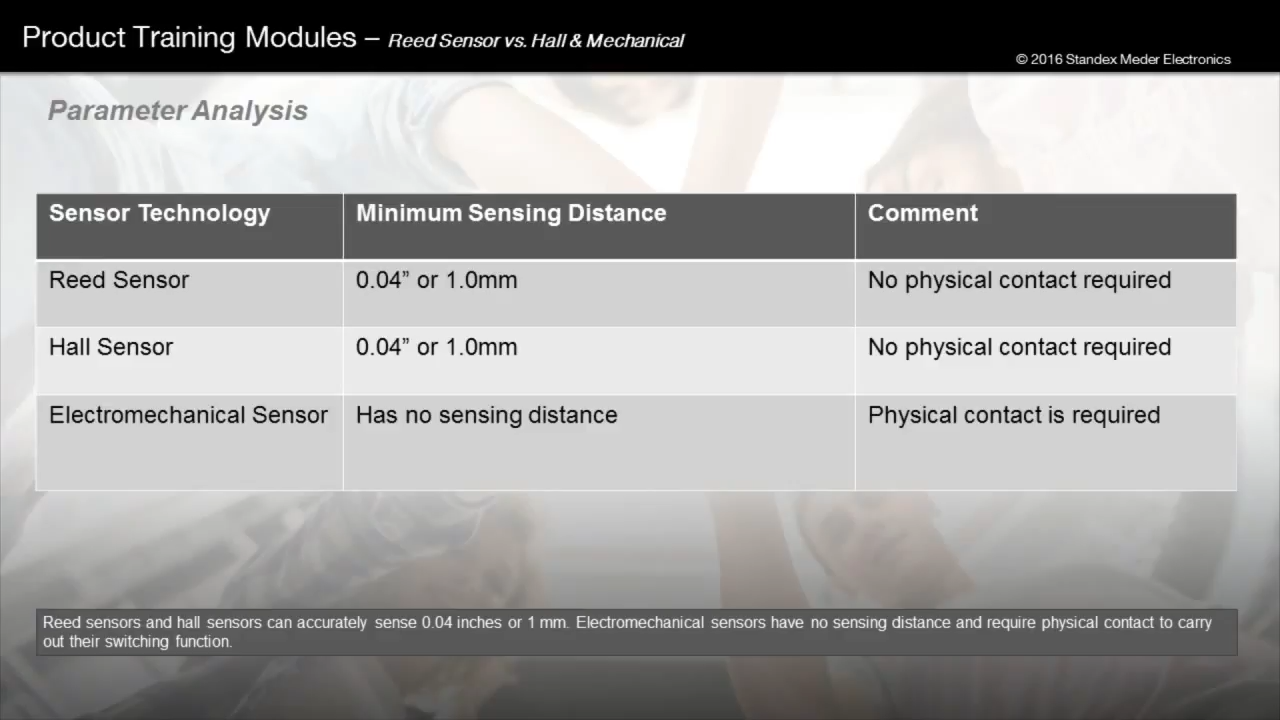 Product Training Modules – Reed Sensor vs. Hall & Mechanical
© 2016 Standex Meder Electronics
Parameter Analysis
Sensor Technology Minimum Sensing Distance Comment
Reed Sensor 0.04” or 1.0mm No physical contact required
Hall Sensor 0.04” or 1.0mm No physical contact required
Electromechanical Sensor Has no sensing distance Physical contact is required
Reed sensors and hall sensors can accurately sense 0.04 inches or 1 mm. Electromechanical sensors have no sensing distance and require physical contact to carry
out their switching function.